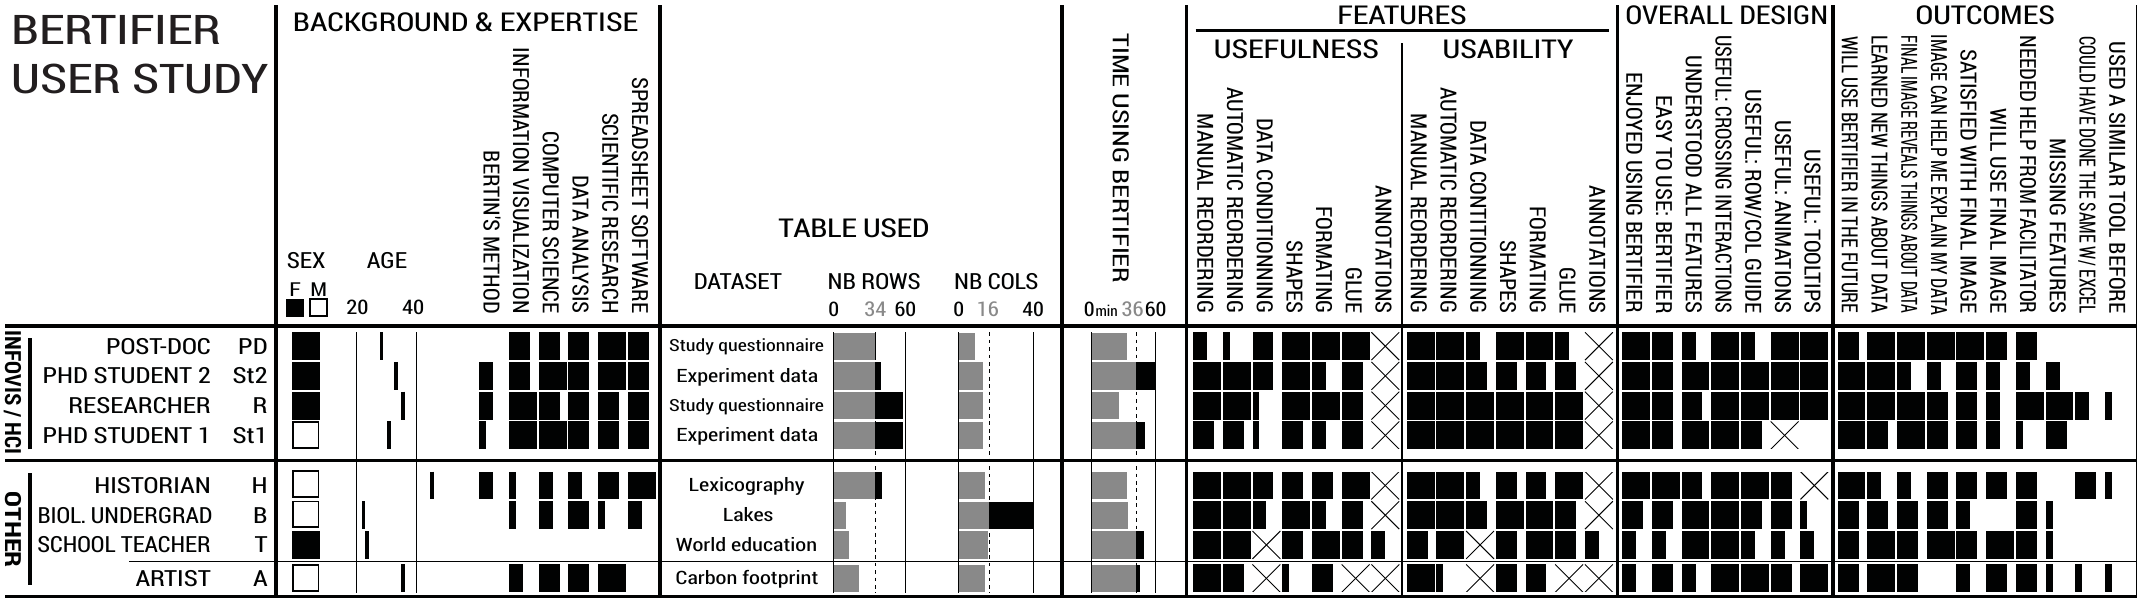 BERTIFIER
USER STUDY
BACKGROUND & EXPERTISE
SEX
F M
AGE
20 40
BERTIN'S METHOD
INFORMATION VISUALIZATION
COMPUTER SCIENCE
DATA ANALYSIS
SCIENTIFIC RESEARCH
SPREADSHEET SOFTWARE
TABLE USED
DATASET
NB ROWS
0 34 60
NB COLS
0 16 40
TIME USING BERTIFIER
0min 36 60
FEATURES
USEFULNESS
MANUAL REORDERING
AUTOMATIC REORDERING
DATA CONDITIONNING
SHAPES
FORMATING
GLUE
ANNOTATIONS
USABILITY
MANUAL REORDERING
AUTOMATIC REORDERING
DATA CONDITIONNING
SHAPES
FORMATING
GLUE
ANNOTATIONS
OVERALL DESIGN
ENJOYED USING BERTIFIER
EASY TO USE: BERTIFIER
UNDERSTOOD ALL FEATURES
USEFUL: CROSSING INTERACTIONS
USEFUL: ROW/COL GUIDE
USEFUL: ANIMATIONS
USEFUL: TOOLTIPS
OUTCOMES
WILL USE BERTIFIER IN THE FUTURE
LEARNED NEW THINGS ABOUT DATA
FINAL IMAGE REVEALS THINGS ABOUT DATA
IMAGE CAN HELP ME EXPLAIN MY DATA
SATISFIED WITH FINAL IMAGE
WILL USE FINAL IMAGE
NEEDED HELP FROM FACILITATOR
MISSING FEATURES
COULD HAVE DONE THE SAME W/ EXCEL
USED A SIMILAR TOOL BEFORE
INFOVIS / HCI
POST-DOC PD Study questionnaire
PHD STUDENT 2 St2 Experiment data
RESEARCHER R Study questionnaire
PHD STUDENT 1 St1 Experiment data
OTHER
HISTORIAN H Lexicography
BIOL. UNDERGRAD B Lakes
SCHOOL TEACHER T World education
ARTIST A Carbon footprint